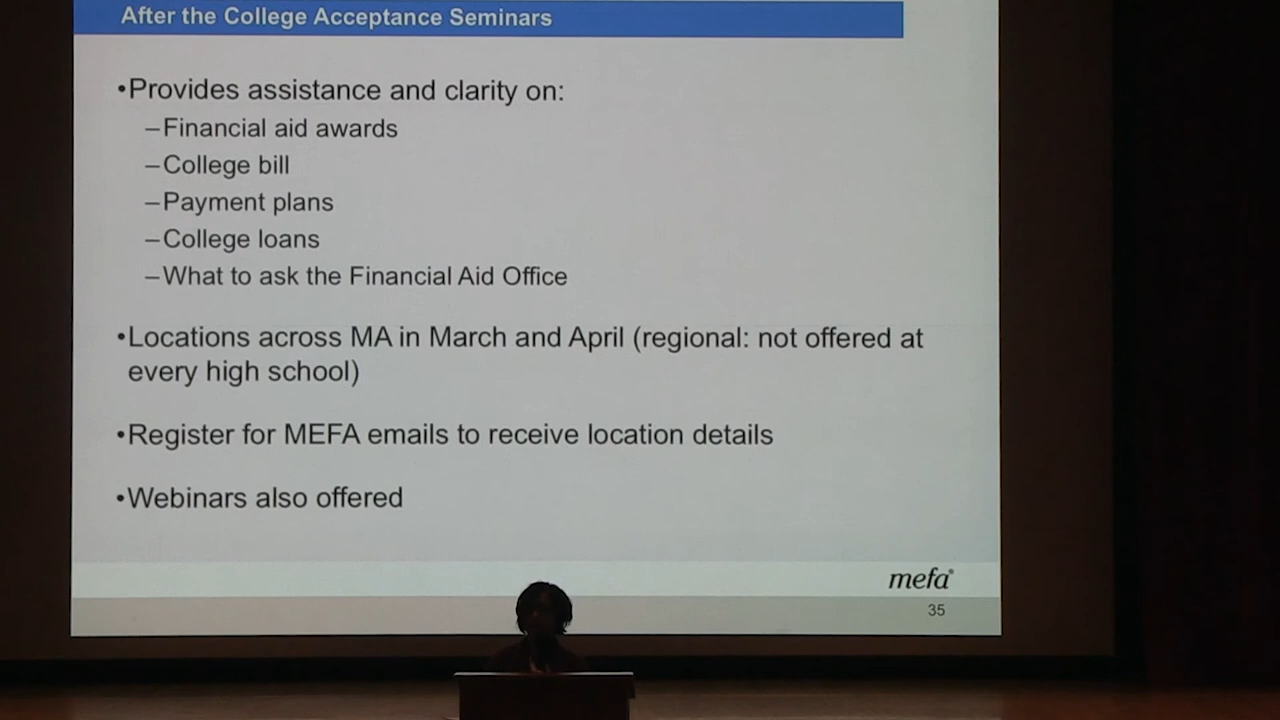 After the College Acceptance Seminars
•Provides assistance and clarity on:
–Financial aid awards
–College bill
–Payment plans
–College loans
–What to ask the Financial Aid Office
•Locations across MA in March and April (regional: not offered at
every high school)
•Register for MEFA emails to receive location details
•Webinars also offered
mefa®
35